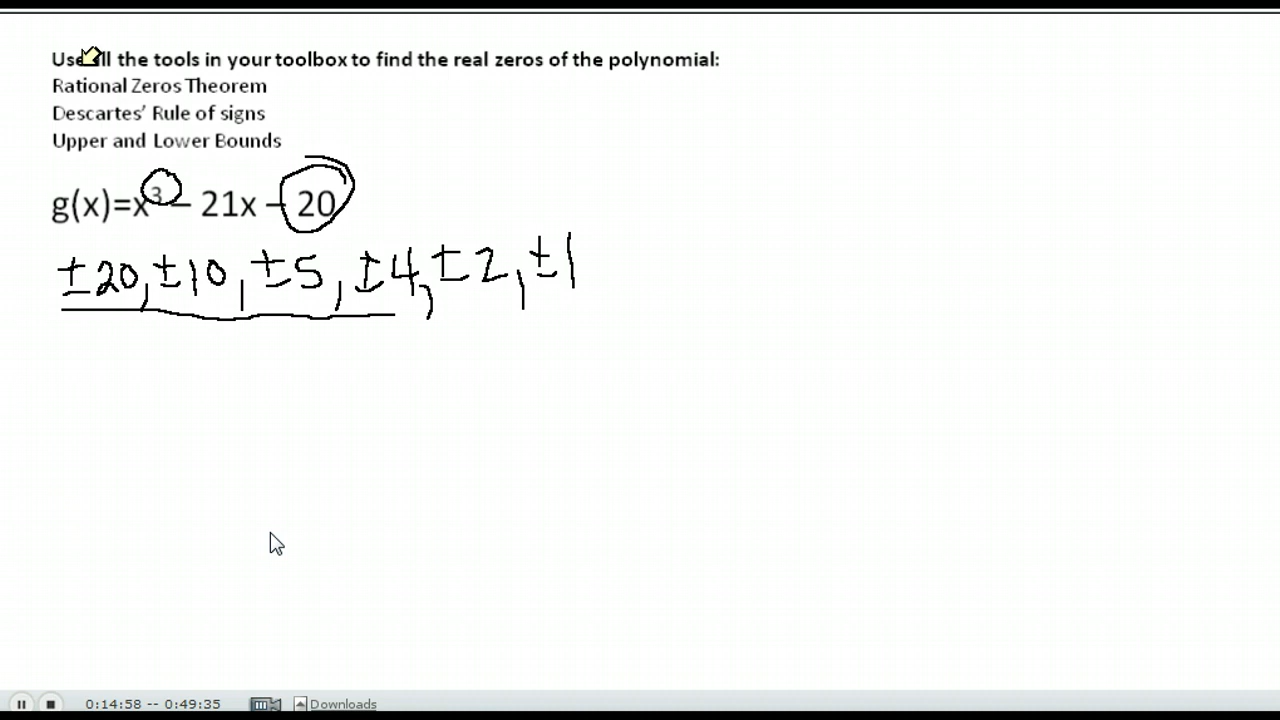 Use all the tools in your toolbox to find the real zeros of the polynomial:
Rational Zeros Theorem
Descartes’ Rule of signs
Upper and Lower Bounds
g(x)=x³ – 21x – 20
±20, ±10, ±5, ±4, ±2, ±1
0:14:58 -- 0:49:35 Downloads